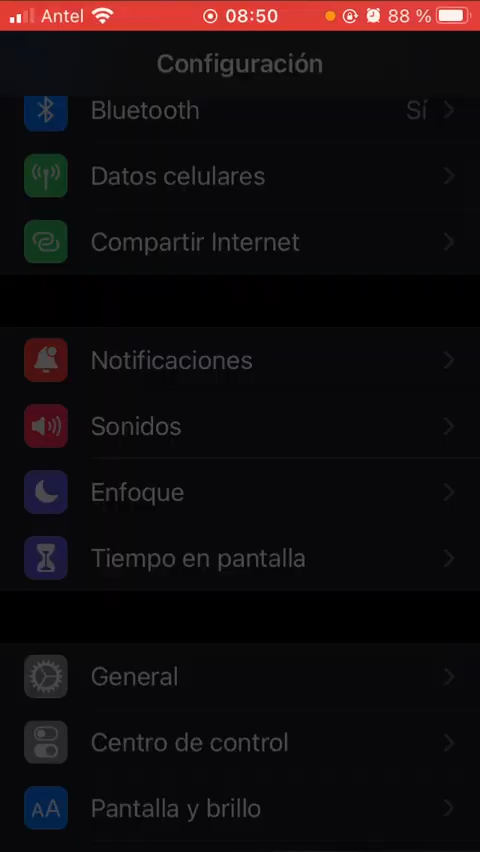 Antel 08:50 88 %
Configuración
Bluetooth Sí
Datos celulares
Compartir Internet
Notificaciones
Sonidos
Enfoque
Tiempo en pantalla
General
Centro de control
AA Pantalla y brillo